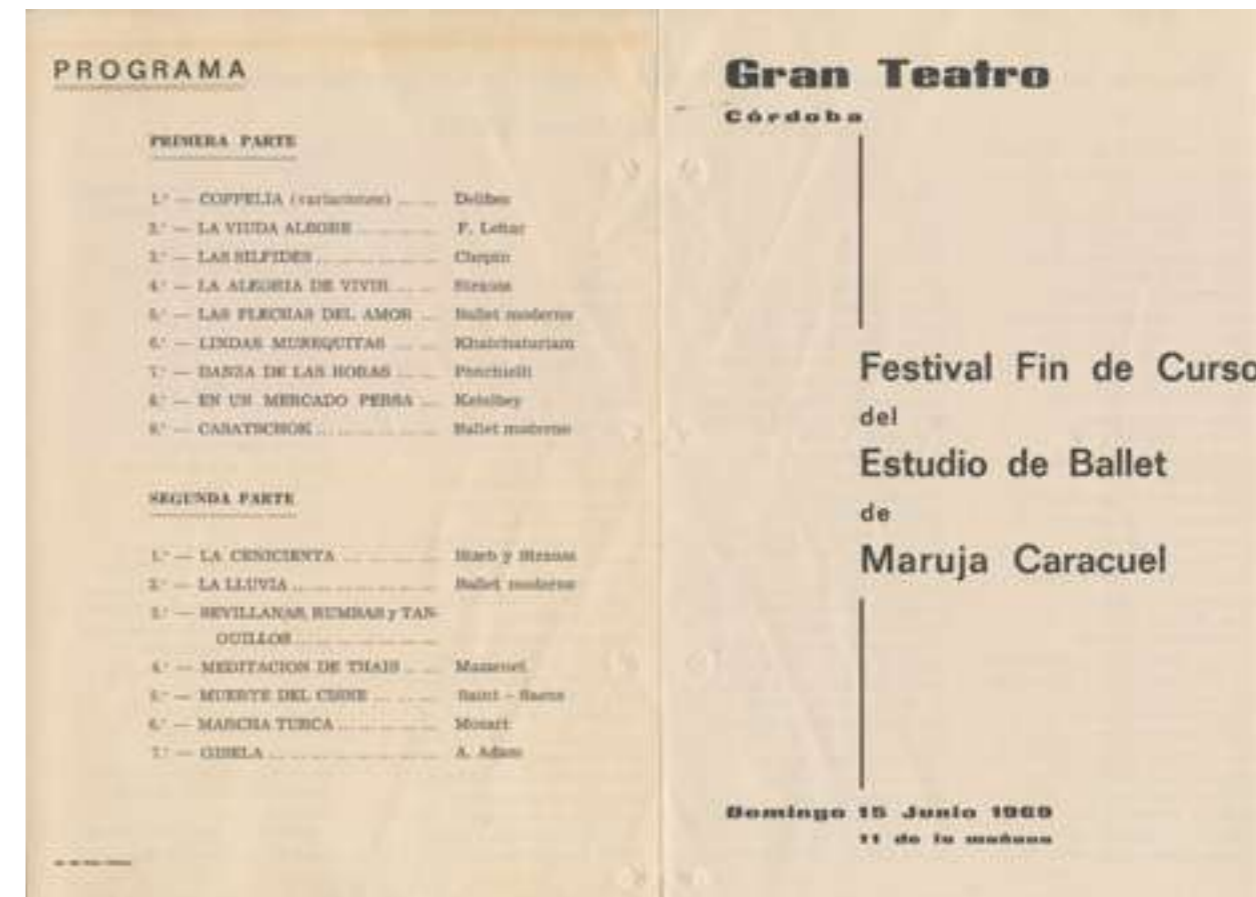 PROGRAMA
PRIMERA PARTE
1.º — COPPELIA (variaciones) ...... Delibes
2.º — LA VIUDA ALEGRE ................ F. Lehar
3.º — LAS SILFIDES ................... Chopin
4.º — LA ALEGRIA DE VIVIR ...... Strauss
5.º — LAS FLECHAS DEL AMOR ... Ballet moderno
6.º — LINDAS MUÑEQUITAS ...... Khatchaturiam
7.º — DANZA DE LAS HORAS ...... Ponchielli
8.º — EN UN MERCADO PERSA ... Ketelbey
9.º — CASATSCHOK ..................... Ballet moderno
SEGUNDA PARTE
1.º — LA CENICIENTA ................ y Strauss
2.º — LA LLUVIA ..................... Ballet moderno
3.º — SEVILLANAS, RUMBAS y TAN-
GUILLOS .....................
4.º — MEDITACION DE THAIS ...... Massenet
5.º — MUERTE DEL CISNE ......... Saint - Saens
6.º — MARCHA TURCA ............... Mozart
7.º — GISELA ........................ A. Adam
Gran Teatro
Córdoba
Festival Fin de Curso
del
Estudio de Ballet
de
Maruja Caracuel
Domingo 15 Junio 1969
11 de la mañana